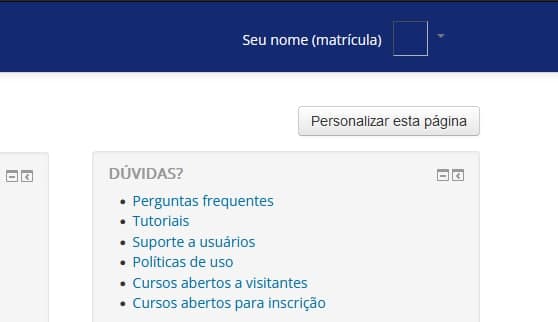 Seu nome (matrícula)
Personalizar esta página
DÚVIDAS?
Perguntas frequentes
Tutoriais
Suporte a usuários
Políticas de uso
Cursos abertos a visitantes
Cursos abertos para inscrição